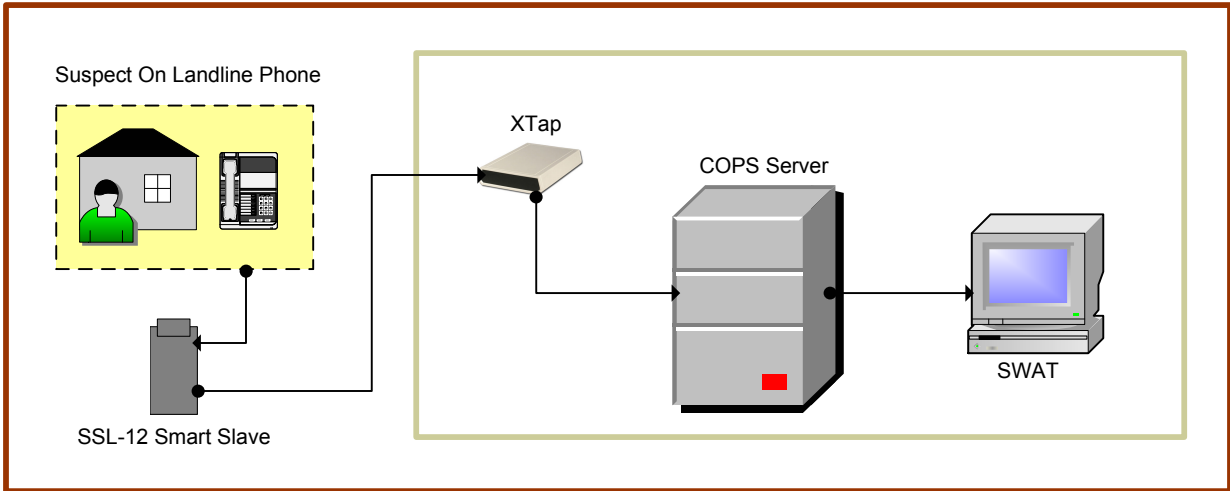 Suspect On Landline Phone
XTap
COPS Server
SWAT
SSL-12 Smart Slave